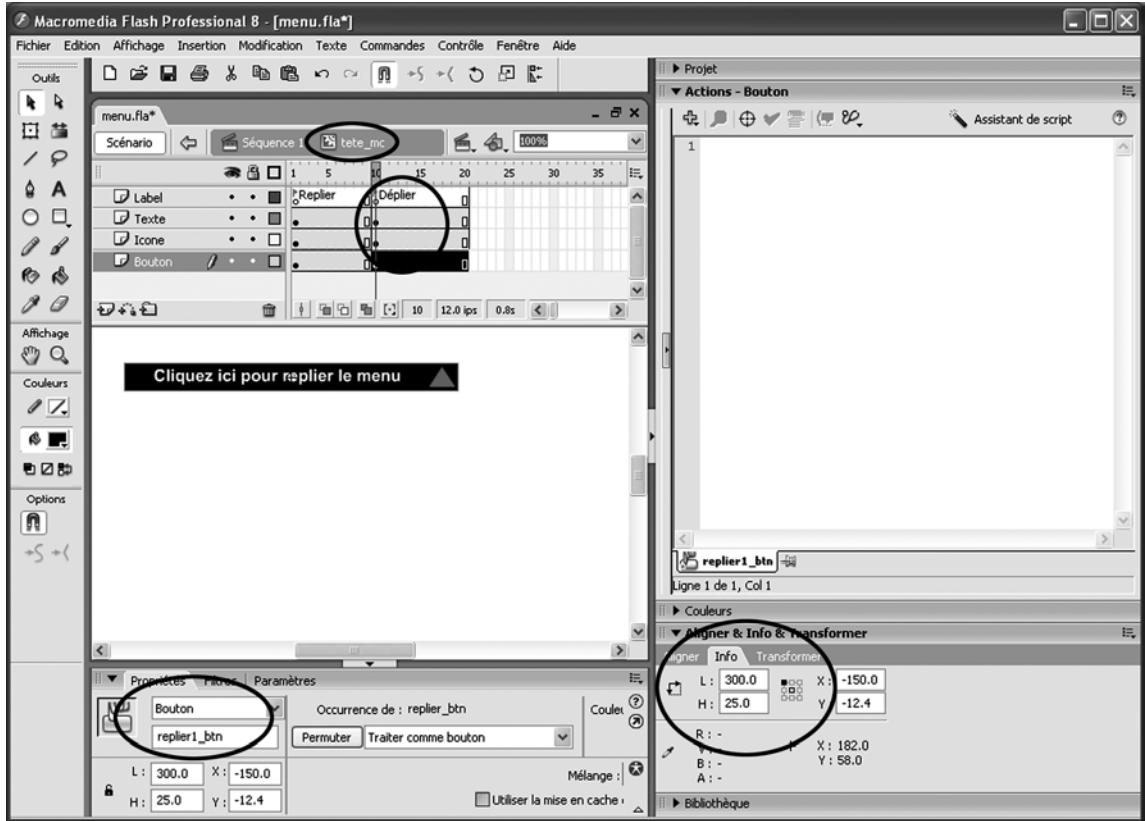 Macromedia Flash Professional 8 - [menu.fla*]
Fichier Edition Affichage Insertion Modification Texte Commandes Contrôle Fenêtre Aide
Outils
Affichage
Couleurs
Options
menu.fla*
Scénario Séquence 1 tete_mc 100%
1 5 10 15 20 25 30 35
Label Replier Déplier
Texte
Icone
Bouton
10 12.0 ips 0.8s
Cliquez ici pour replier le menu
Propriétés Filtres Paramètres
Bouton Occurrence de : replier_btn
replier1_btn Permuter Traiter comme bouton
L : 300.0 X : -150.0 Mélange :
H : 25.0 Y : -12.4 Utiliser la mise en cache
Projet
Actions - Bouton
Assistant de script
1
replier1_btn
Ligne 1 de 1, Col 1
Couleurs
Aligner & Info & Transformer
Info Transformer
L : 300.0 X : -150.0
H : 25.0 Y -12.4
R : -
B : -
A : -
X : 182.0
Y : 58.0
Bibliothèque